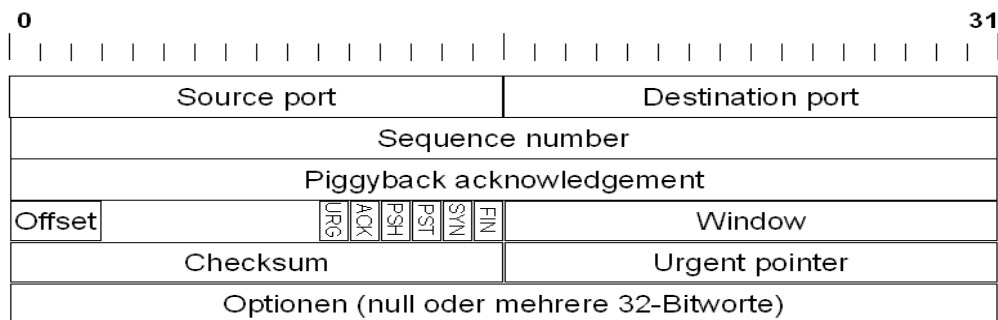 0 31
Source port Destination port
Sequence number
Piggyback acknowledgement
Offset URG ACK PSH PST SYN FIN Window
Checksum Urgent pointer
Optionen (null oder mehrere 32-Bitworte)